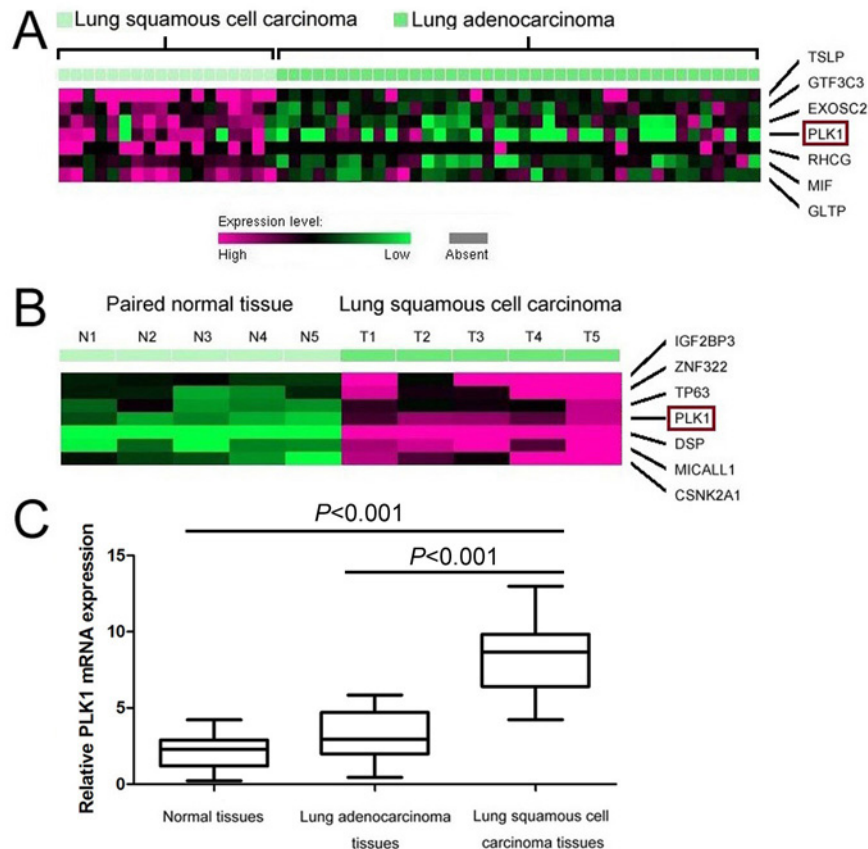 A
Lung squamous cell carcinoma
Lung adenocarcinoma
TSLP
GTF3C3
EXOSC2
PLK1
RHCG
MIF
GLTP
Expression level:
High
Low
Absent
B
Paired normal tissue
Lung squamous cell carcinoma
N1 N2 N3 N4 N5 T1 T2 T3 T4 T5
IGF2BP3
ZNF322
TP63
PLK1
DSP
MICALL1
CSNK2A1
C
P<0.001
P<0.001
Relative PLK1 mRNA expression
15
10
5
0
Normal tissues
Lung adenocarcinoma
tissues
Lung squamous cell
carcinoma tissues